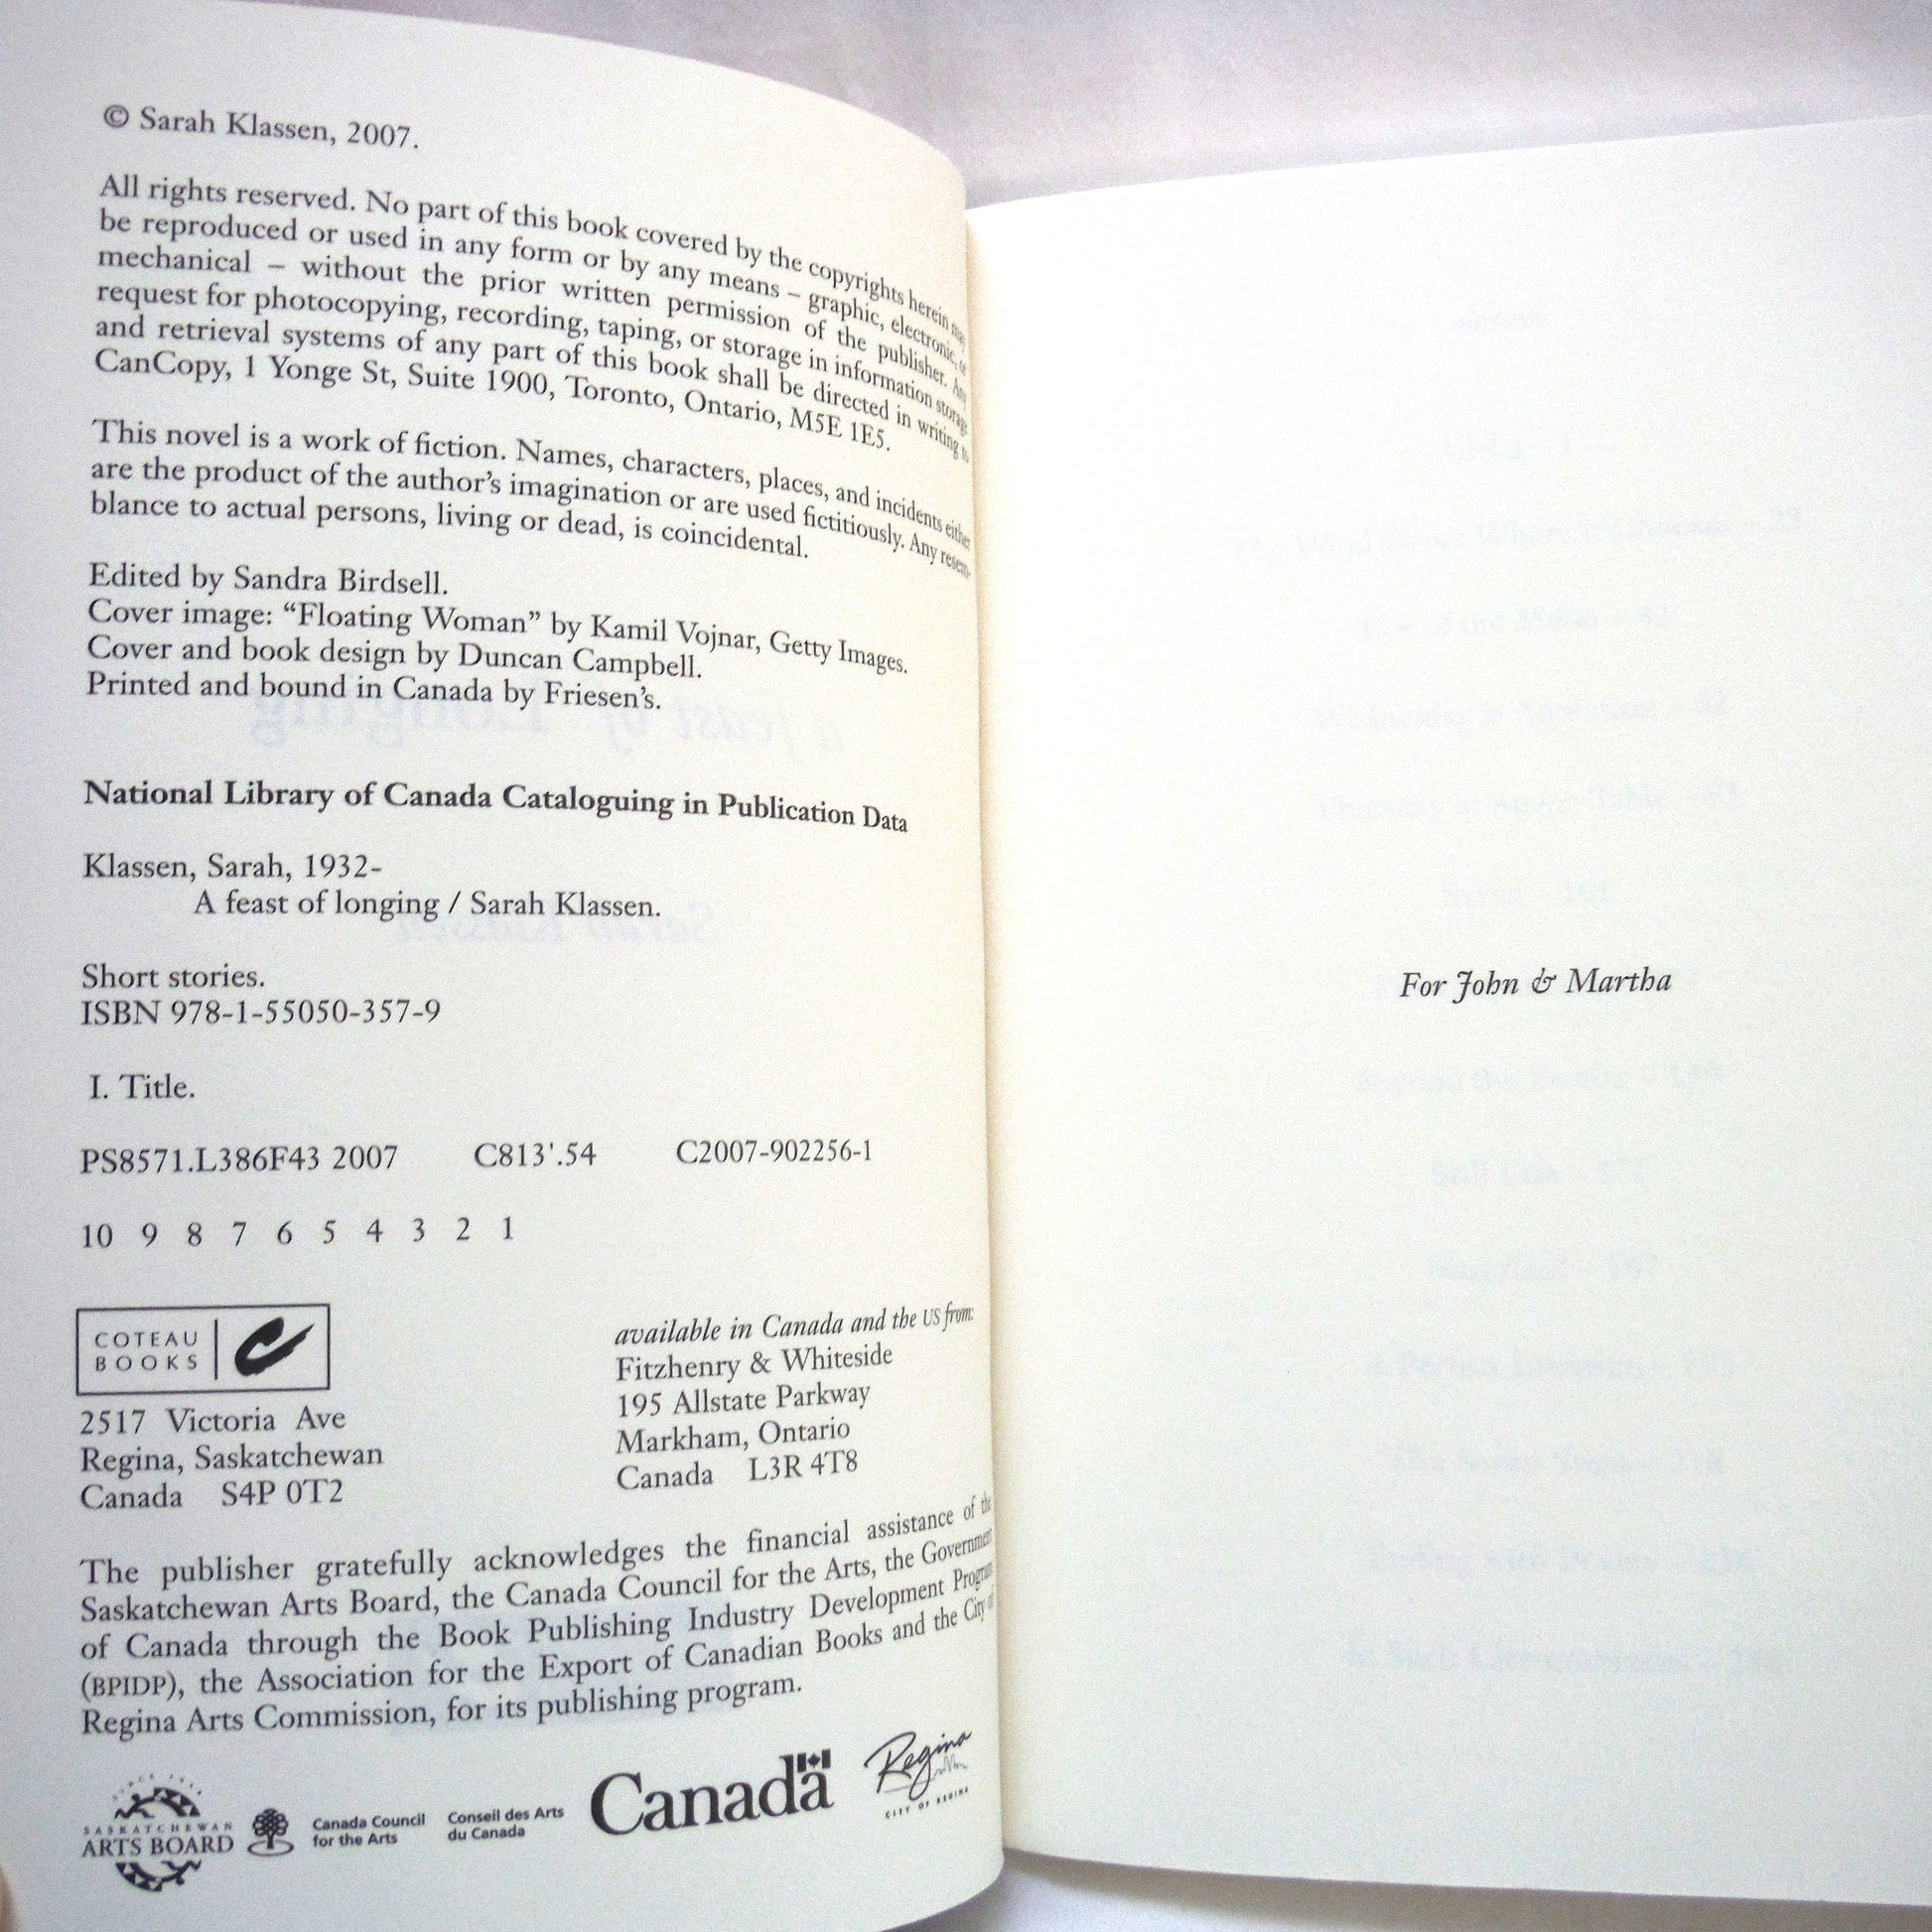 © Sarah Klassen, 2007.
All rights reserved. No part of this book covered by the copyrights herein may
be reproduced or used in any form or by any means – graphic, electronic, or
mechanical – without the prior written permission of the publisher. Any
request for photocopying, recording, taping, or storage in information storage
and retrieval systems of any part of this book shall be directed in writing to
CanCopy, 1 Yonge St, Suite 1900, Toronto, Ontario, M5E 1E5.
This novel is a work of fiction. Names, characters, places, and incidents either
are the product of the author's imagination or are used fictitiously. Any resem-
blance to actual persons, living or dead, is coincidental.
Edited by Sandra Birdsell.
Cover image: “Floating Woman” by Kamil Vojnar, Getty Images.
Cover and book design by Duncan Campbell.
Printed and bound in Canada by Friesen's.
National Library of Canada Cataloguing in Publication Data
Klassen, Sarah, 1932-
A feast of longing / Sarah Klassen.
Short stories.
ISBN 978-1-55050-357-9
I. Title.
PS8571.L386F43 2007 C813'.54 C2007-902256-1
10 9 8 7 6 5 4 3 2 1
COTEAU
BOOKS
2517 Victoria Ave
Regina, Saskatchewan
Canada S4P 0T2
available in Canada and the US from:
Fitzhenry & Whiteside
195 Allstate Parkway
Markham, Ontario
Canada L3R 4T8
The publisher gratefully acknowledges the financial assistance of the
Saskatchewan Arts Board, the Canada Council for the Arts, the Government
of Canada through the Book Publishing Industry Development Program
(BPIDP), the Association for the Export of Canadian Books and the City of
Regina Arts Commission, for its publishing program.
SASKATCHEWAN
ARTS BOARD
Canada Council
for the Arts
Conseil des Arts
du Canada
Canada
Regina
CITY OF REGINA
For John & Martha